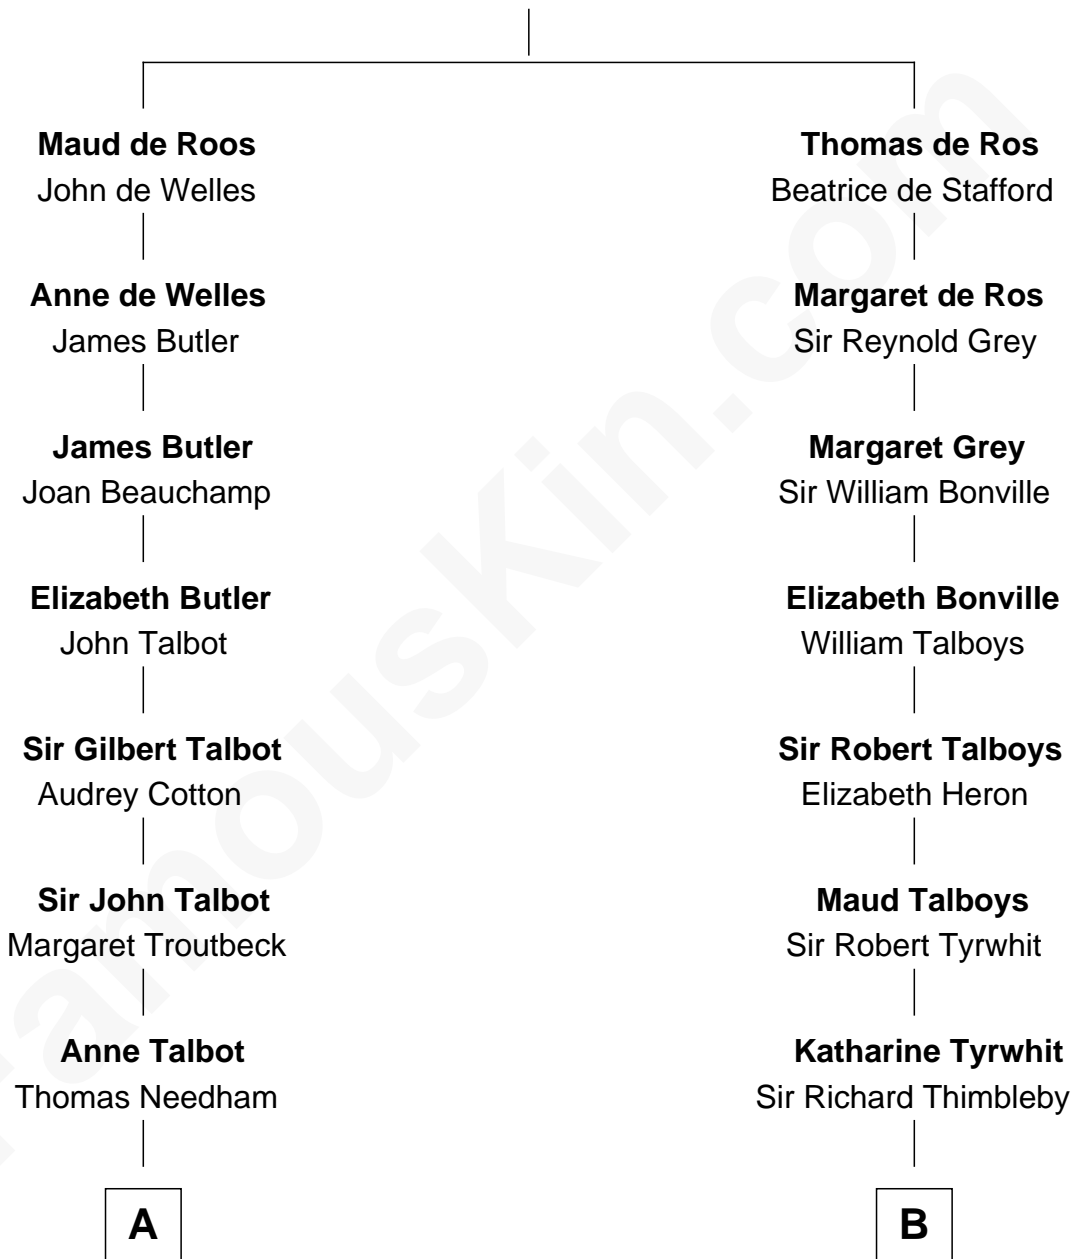 Maud de Roos
John de Welles
Thomas de Ros
Beatrice de Stafford
Anne de Welles
James Butler
Margaret de Ros
Sir Reynold Grey
James Butler
Joan Beauchamp
Margaret Grey
Sir William Bonville
Elizabeth Butler
John Talbot
Elizabeth Bonville
William Talboys
Sir Gilbert Talbot
Audrey Cotton
Sir Robert Talboys
Elizabeth Heron
Sir John Talbot
Margaret Troutbeck
Maud Talboys
Sir Robert Tyrwhit
Anne Talbot
Thomas Needham
Katharine Tyrwhit
Sir Richard Thimbleby
A
B
FamousKin.com